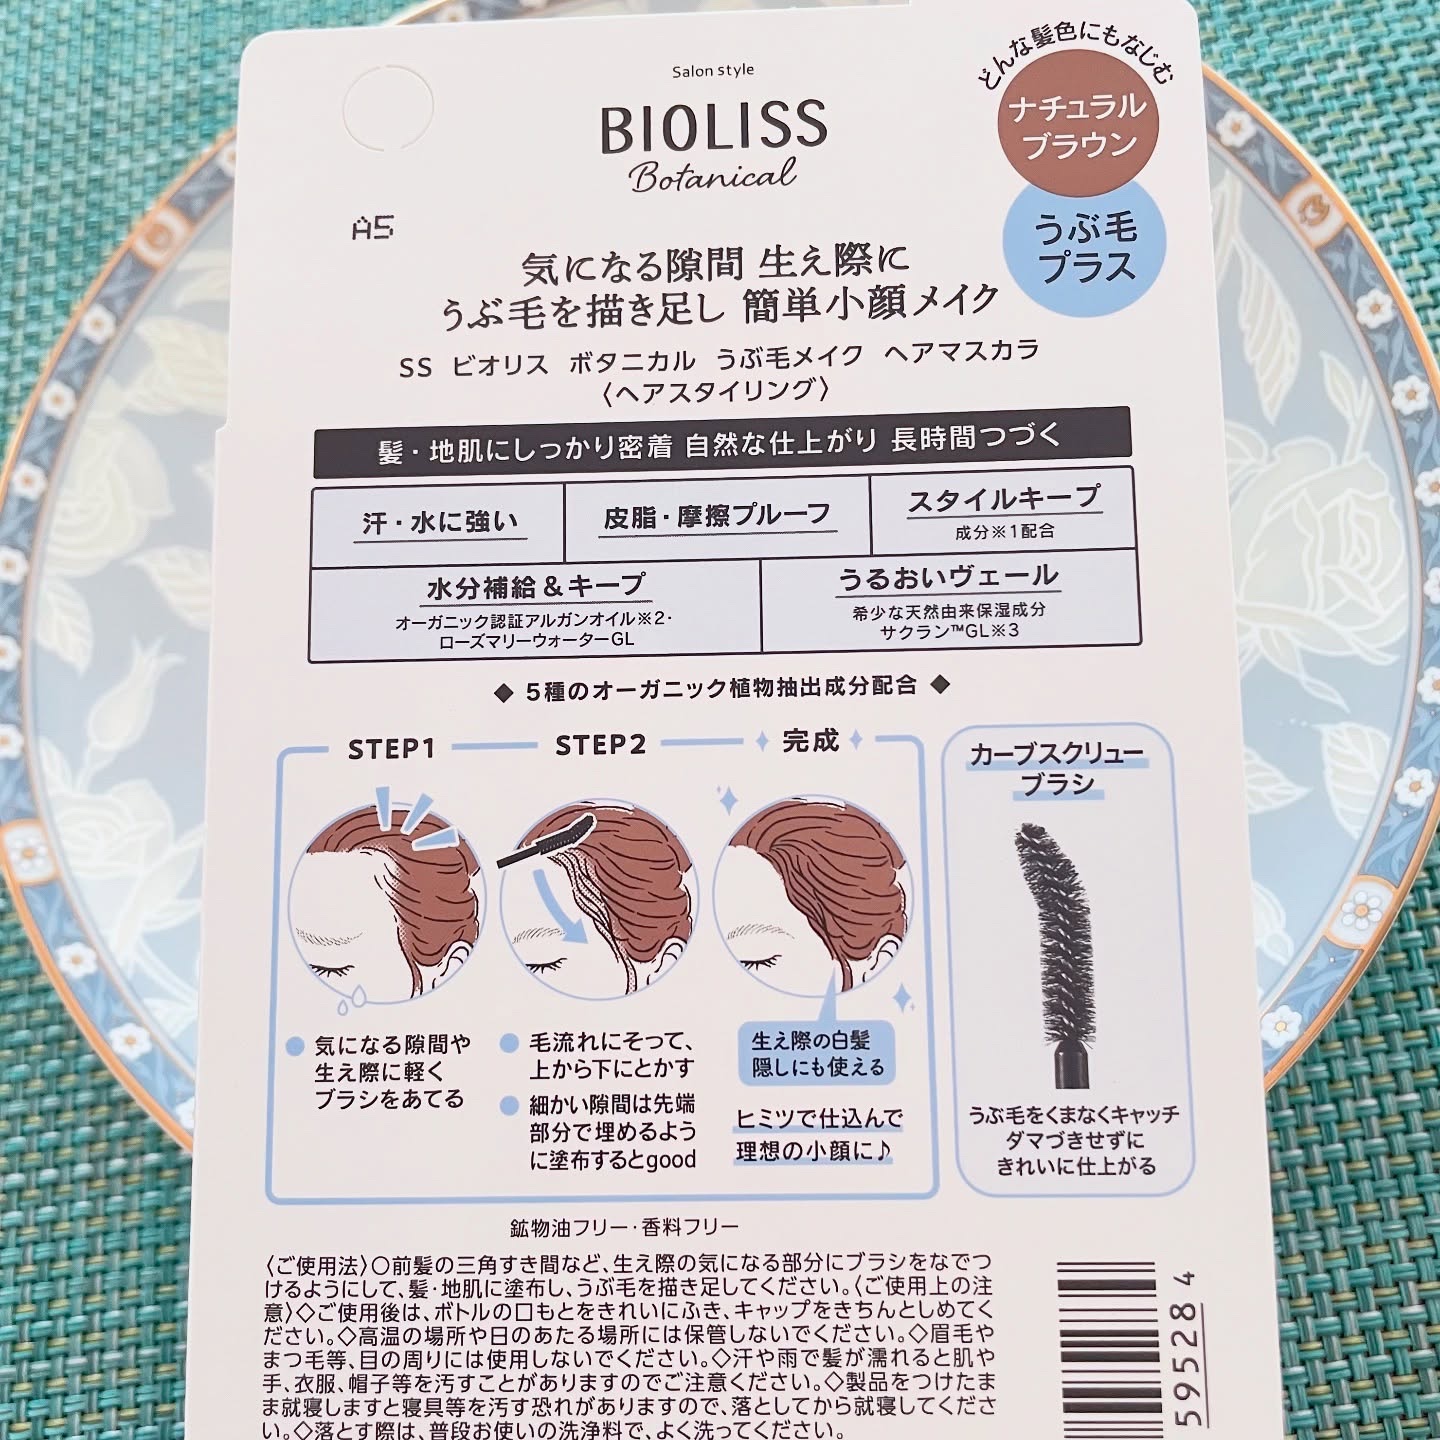 Salon style
BIOLISS
Botanical
どんな髪色にもなじむ
ナチュラル
ブラウン
うぶ毛
プラス
A5
気になる隙間 生え際に
うぶ毛を描き足し 簡単小顔メイク
SS ビオリス ボタニカル うぶ毛メイク ヘアマスカラ
〈ヘアスタイリング〉
髪・地肌にしっかり密着 自然な仕上がり 長時間つづく
汗・水に強い
皮脂・摩擦プルーフ
スタイルキープ
成分※1配合
水分補給&キープ
オーガニック認証アルガンオイル※2・
ローズマリーウォーターGL
うるおいヴェール
希少な天然由来保湿成分
サクラン™GL※3
◆ 5種のオーガニック植物抽出成分配合 ◆
STEP1
気になる隙間や
生え際に軽く
ブラシをあてる
STEP2
毛流れにそって、
上から下にとかす
細かい隙間は先端
部分で埋めるよう
に塗布するとgood
完成
生え際の白髪
隠しにも使える
ヒミツで仕込んで
理想の小顔に♪
カーブスクリュー
ブラシ
うぶ毛をくまなくキャッチ
ダマづきせずに
きれいに仕上がる
鉱物油フリー・香料フリー
〈ご使用法〉○前髪の三角すき間など、生え際の気になる部分にブラシをなでつ
けるようにして、髪・地肌に塗布し、うぶ毛を描き足してください。〈ご使用上の注
意〉◇ご使用後は、ボトルの口もとをきれいにふき、キャップをきちんとしめてく
ださい。◇高温の場所や日のあたる場所には保管しないでください。◇眉毛や
まつ毛等、目の周りには使用しないでください。◇汗や雨で髪が濡れると肌や
手、衣服、帽子等を汚すことがありますのでご注意ください。◇製品をつけたま
ま就寝しますと寝具等を汚す恐れがありますので、落としてから就寝してくださ
い。◇落とす際は、普段お使いの洗浄料で、よく洗ってください。
595284